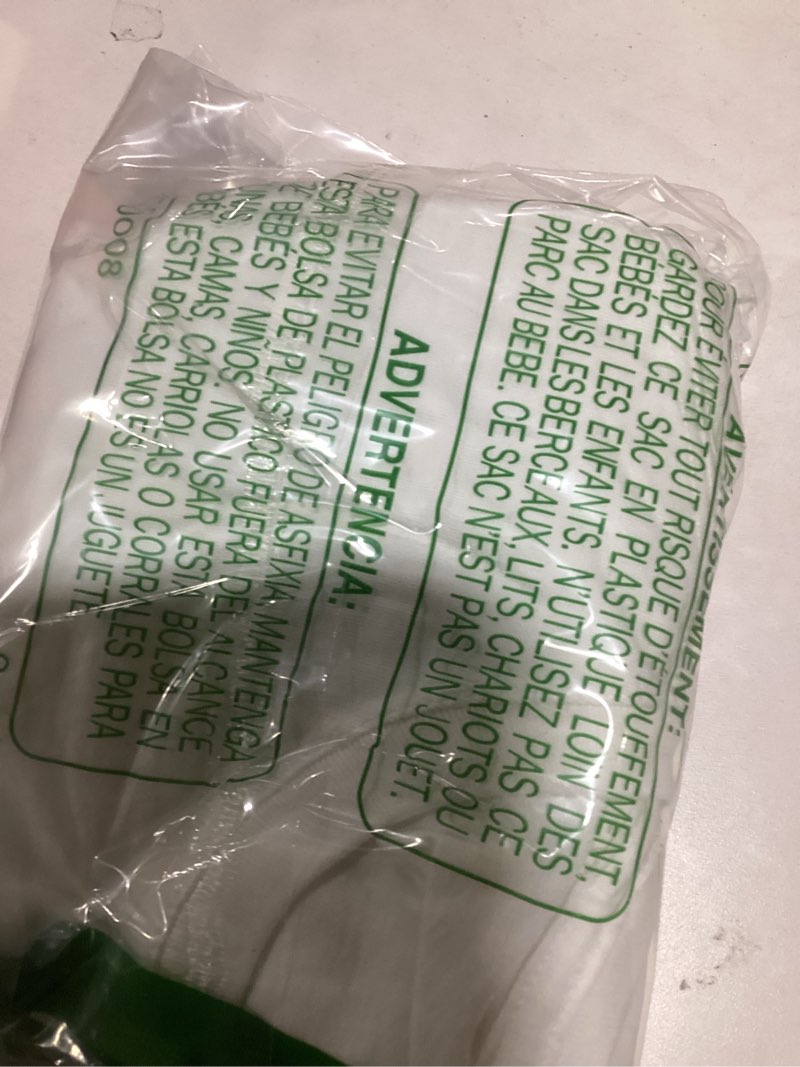 AVERTISSEMENT:
POUR ÉVITER TOUT RISQUE D'ÉTOUFFEMENT,
GARDEZ CE SAC EN PLASTIQUE LOIN DES
BÉBÉS ET LES ENFANTS. N'UTILISEZ PAS CE
SAC DANS LES BERCEAUX, LITS, CHARIOTS OU
PARC AU BEBE. CE SAC N'EST PAS UN JOUET.
ADVERTENCIA:
PARA EVITAR EL PELIGRO DE ASFIXIA, MANTENGA
ESTA BOLSA DE PLASTICO FUERA DEL ALCANCE
DE BEBÉS Y NIÑOS. NO USAR ESTA BOLSA EN
CUNAS, CAMAS, CARRIOLAS O CORRALES PARA
BEBÉS, ESTA BOLSA NO ES UN JUGUETE
0008